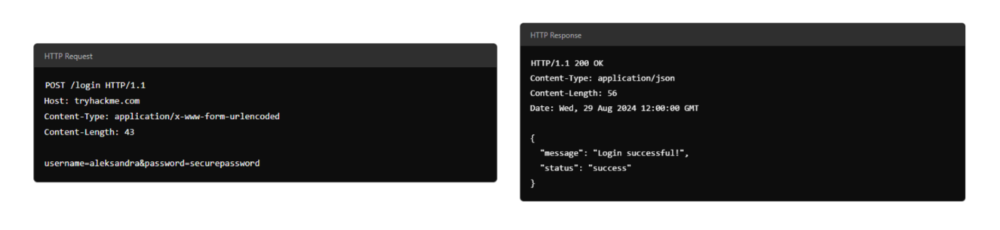 HTTP Request
POST /login HTTP/1.1
Host: tryhackme.com
Content-Type: application/x-www-form-urlencoded
Content-Length: 43
username=aleksandra&password=securepassword
HTTP Response
HTTP/1.1 200 OK
Content-Type: application/json
Content-Length: 56
Date: Wed, 29 Aug 2024 12:00:00 GMT
{
"message": "Login successful!",
"status": "success"
}